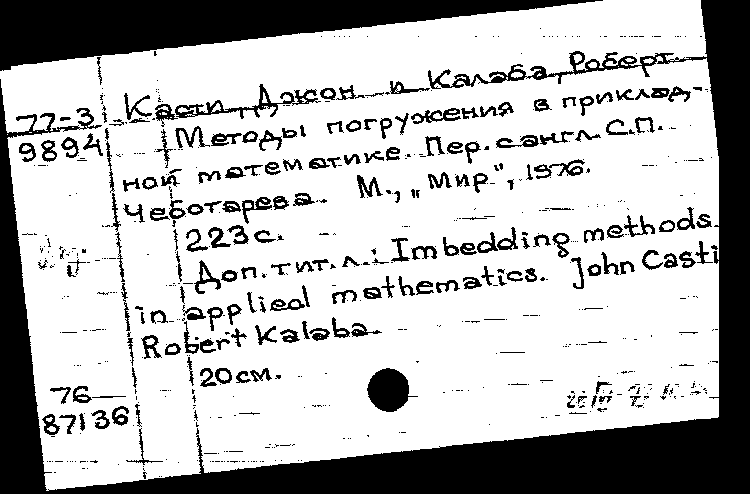 77-3 Касти, Джон и Калаба, Роберт
9894 Методы погружения в приклад-
ной математике. Пер. с англ. С.П.
Чеботарева. М., „Мир", 1976.
223 с.
Доп. тит. л.: Imbedding methods
in applied mathematics. John Casti
Robert Kalaba.
20 см.
76
87136